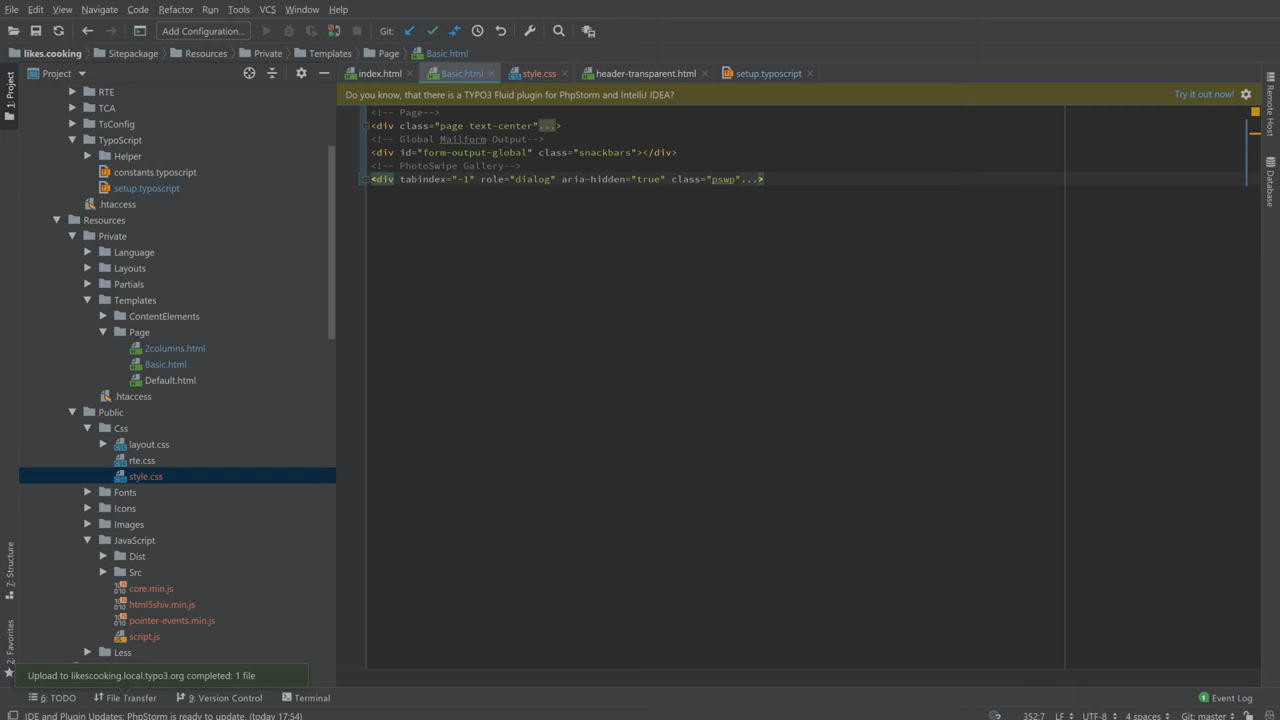 File Edit View Navigate Code Refactor Run Tools VCS Window Help
Add Configuration... Git:
likes.cooking Sitepackage Resources Private Templates Page Basic.html
1: Project
Project
index.html Basic.html style.css header-transparent.html setup.typoscript
Do you know, that there is a TYPO3 Fluid plugin for PhpStorm and IntelliJ IDEA? Try it out now!
RTE
TCA
TsConfig
TypoScript
Helper
constants.typoscript
setup.typoscript
.htaccess
Resources
Private
Language
Layouts
Partials
Templates
ContentElements
Page
2columns.html
Basic.html
Default.html
.htaccess
Public
Css
layout.css
rte.css
style.css
Fonts
Icons
Images
JavaScript
Dist
Src
core.min.js
html5shiv.min.js
pointer-events.min.js
script.js
Less
<!-- Page-->
<div class="page text-center"...>
<!-- Global Mailform Output-->
<div id="form-output-global" class="snackbars"></div>
<!-- PhotoSwipe Gallery-->
<div tabindex="-1" role="dialog" aria-hidden="true" class="pswp"...>
Remote Host
Database
7: Structure
2: Favorites
Upload to likescooking.local.typo3.org completed: 1 file
6: TODO File Transfer 9: Version Control Terminal Event Log
IDE and Plugin Updates: PhpStorm is ready to update. (today 17:54) 352:7 LF UTF-8 4 spaces Git: master